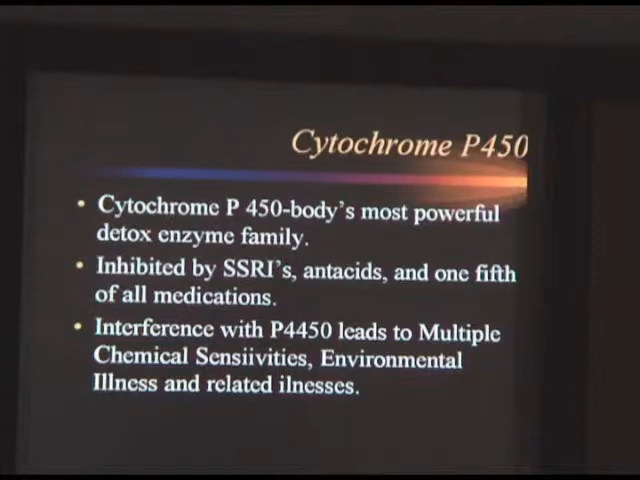 Cytochrome P450
• Cytochrome P 450-body's most powerful
detox enzyme family.
• Inhibited by SSRI's, antacids, and one fifth
of all medications.
• Interference with P4450 leads to Multiple
Chemical Sensiivities, Environmental
Illness and related ilnesses.